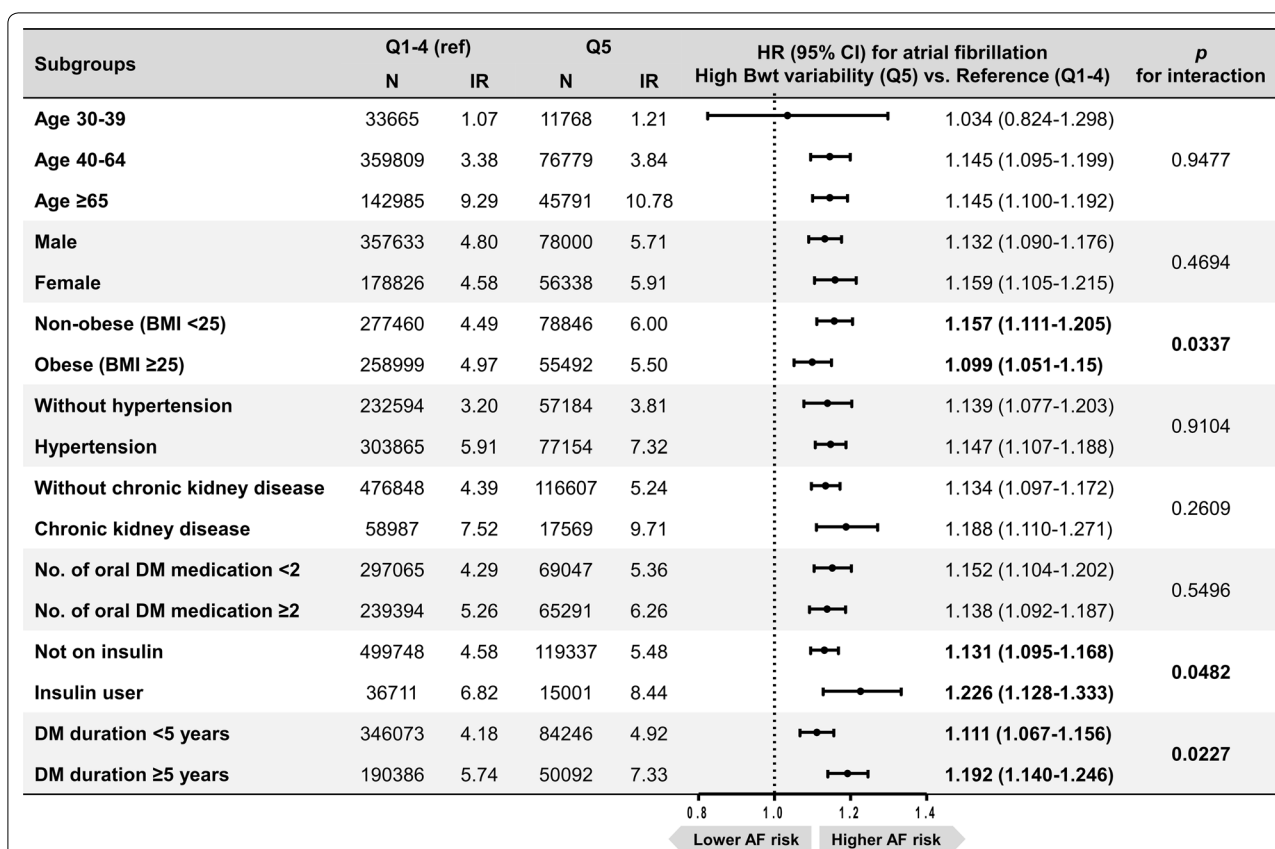 Subgroups Q1-4 (ref) Q5 HR (95% CI) for atrial fibrillation p
N IR N IR High Bwt variability (Q5) vs. Reference (Q1-4) for interaction
Age 30-39 33665 1.07 11768 1.21 1.034 (0.824-1.298)
Age 40-64 359809 3.38 76779 3.84 1.145 (1.095-1.199) 0.9477
Age ≥65 142985 9.29 45791 10.78 1.145 (1.100-1.192)
Male 357633 4.80 78000 5.71 1.132 (1.090-1.176)
0.4694
Female 178826 4.58 56338 5.91 1.159 (1.105-1.215)
Non-obese (BMI <25) 277460 4.49 78846 6.00 1.157 (1.111-1.205)
0.0337
Obese (BMI ≥25) 258999 4.97 55492 5.50 1.099 (1.051-1.15)
Without hypertension 232594 3.20 57184 3.81 1.139 (1.077-1.203)
0.9104
Hypertension 303865 5.91 77154 7.32 1.147 (1.107-1.188)
Without chronic kidney disease 476848 4.39 116607 5.24 1.134 (1.097-1.172)
0.2609
Chronic kidney disease 58987 7.52 17569 9.71 1.188 (1.110-1.271)
No. of oral DM medication <2 297065 4.29 69047 5.36 1.152 (1.104-1.202)
0.5496
No. of oral DM medication ≥2 239394 5.26 65291 6.26 1.138 (1.092-1.187)
Not on insulin 499748 4.58 119337 5.48 1.131 (1.095-1.168)
0.0482
Insulin user 36711 6.82 15001 8.44 1.226 (1.128-1.333)
DM duration <5 years 346073 4.18 84246 4.92 1.111 (1.067-1.156)
0.0227
DM duration ≥5 years 190386 5.74 50092 7.33 1.192 (1.140-1.246)
0.8 1.0 1.2 1.4
Lower AF risk Higher AF risk